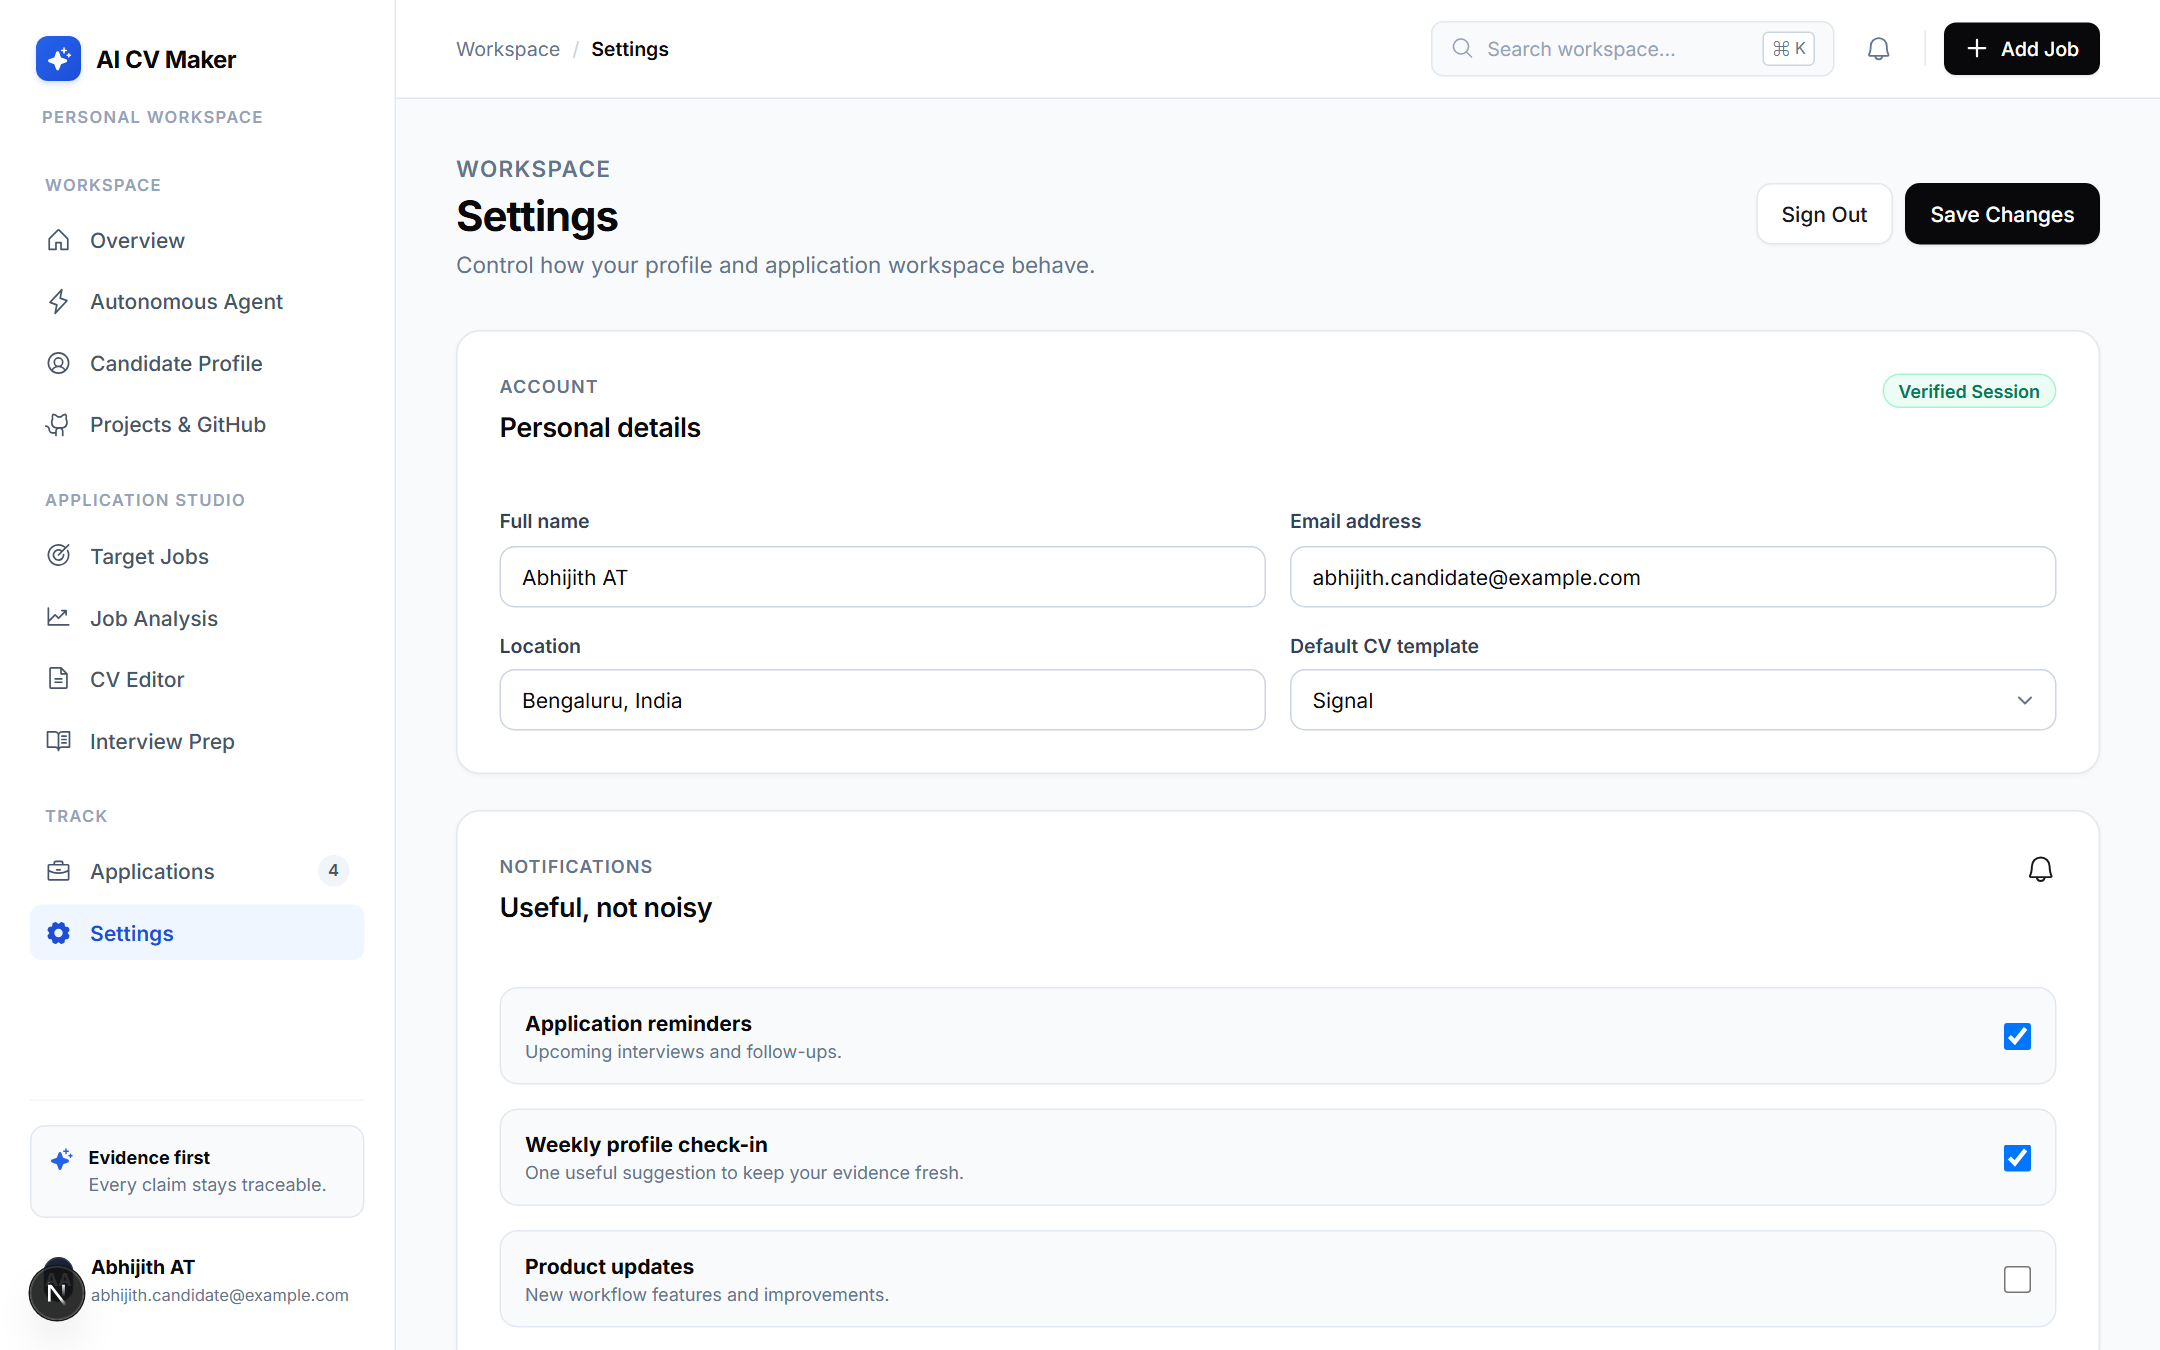 AI CV Maker
PERSONAL WORKSPACE
WORKSPACE
Overview
Autonomous Agent
Candidate Profile
Projects & GitHub
APPLICATION STUDIO
Target Jobs
Job Analysis
CV Editor
Interview Prep
TRACK
Applications 4
Settings
Evidence first
Every claim stays traceable.
N
Abhijith AT
abhijith.candidate@example.com
Workspace / Settings
Search workspace... ⌘ K
Add Job
WORKSPACE
Settings
Control how your profile and application workspace behave.
Sign Out
Save Changes
ACCOUNT
Personal details
Verified Session
Full name
Abhijith AT
Email address
abhijith.candidate@example.com
Location
Bengaluru, India
Default CV template
Signal
NOTIFICATIONS
Useful, not noisy
Application reminders
Upcoming interviews and follow-ups.
Weekly profile check-in
One useful suggestion to keep your evidence fresh.
Product updates
New workflow features and improvements.